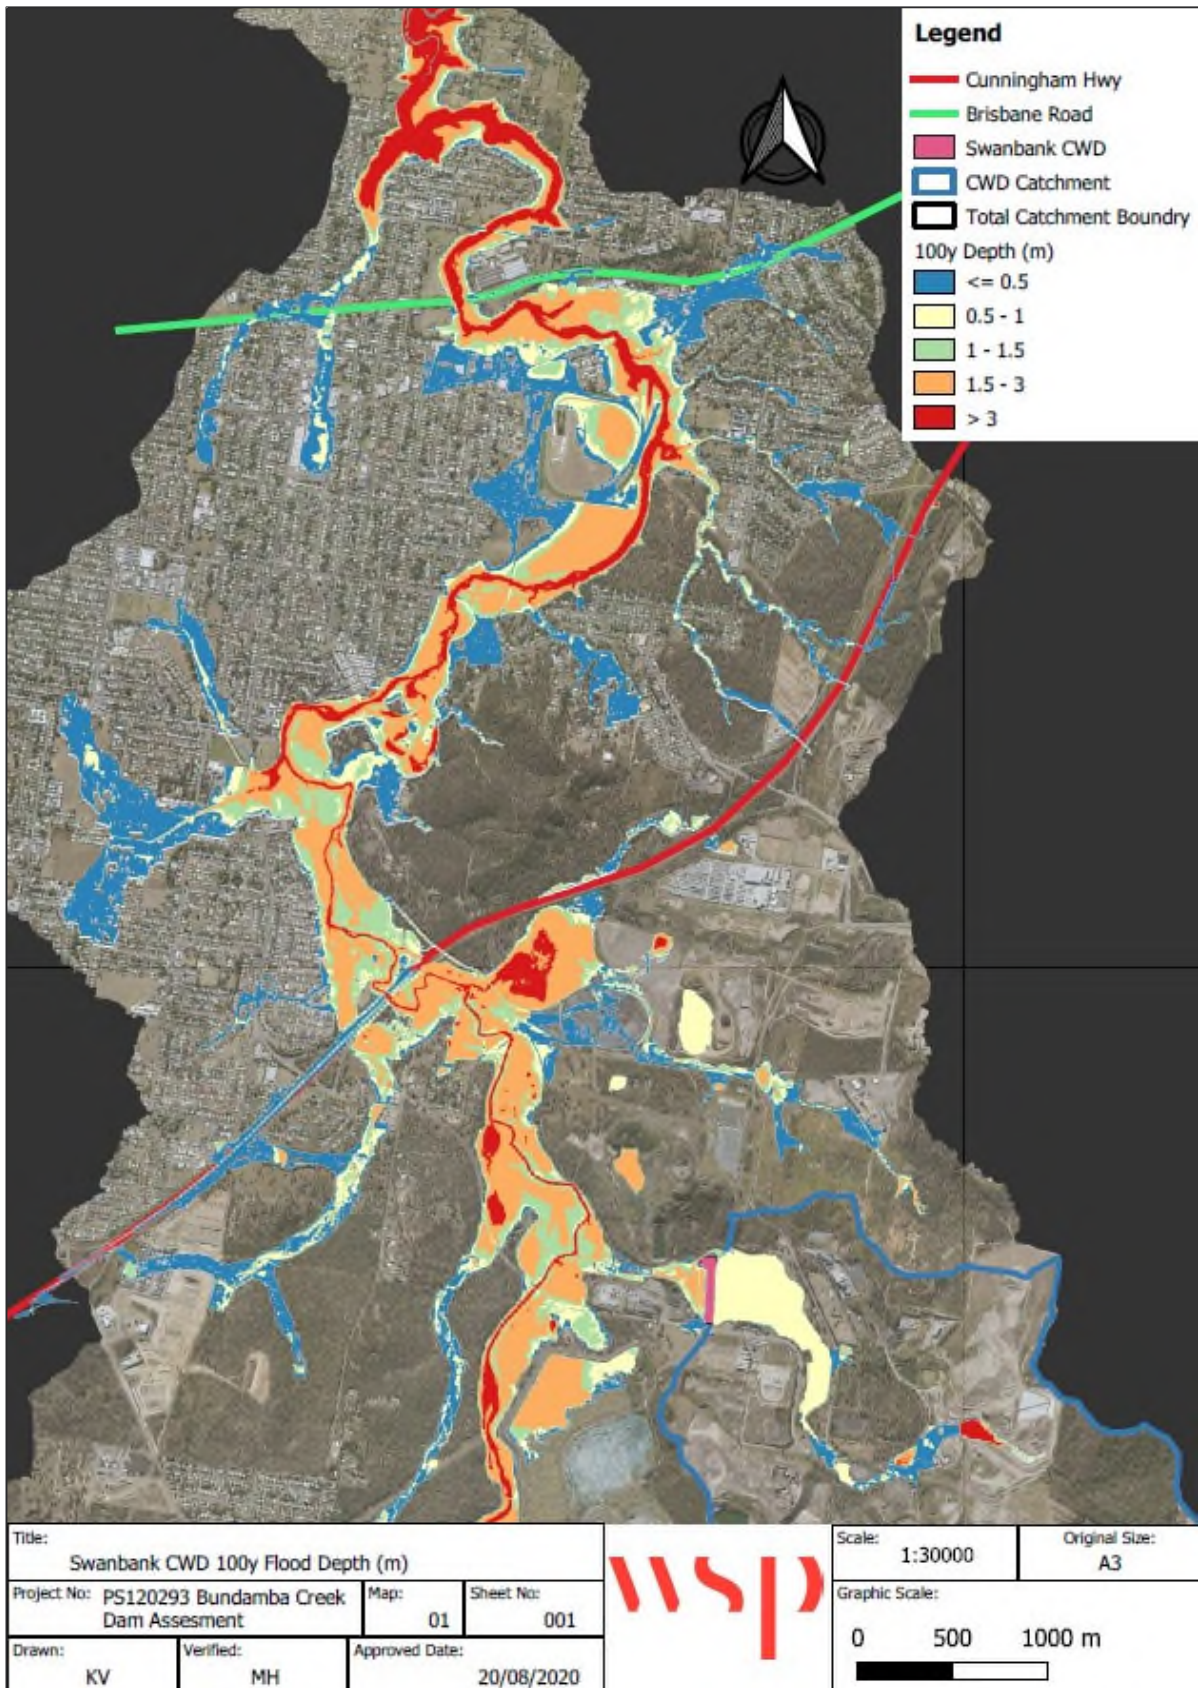 Legend
Cunningham Hwy
Brisbane Road
Swanbank CWD
CWD Catchment
Total Catchment Boundry
100y Depth (m)
<= 0.5
0.5 - 1
1 - 1.5
1.5 - 3
> 3
Title:
Swanbank CWD 100y Flood Depth (m)
Project No: PS120293 Bundamba Creek
Dam Assesment
Map:
01
Sheet No:
001
Drawn:
KV
Verified:
MH
Approved Date:
20/08/2020
wsp
Scale:
1:30000
Original Size:
A3
Graphic Scale:
0 500 1000 m